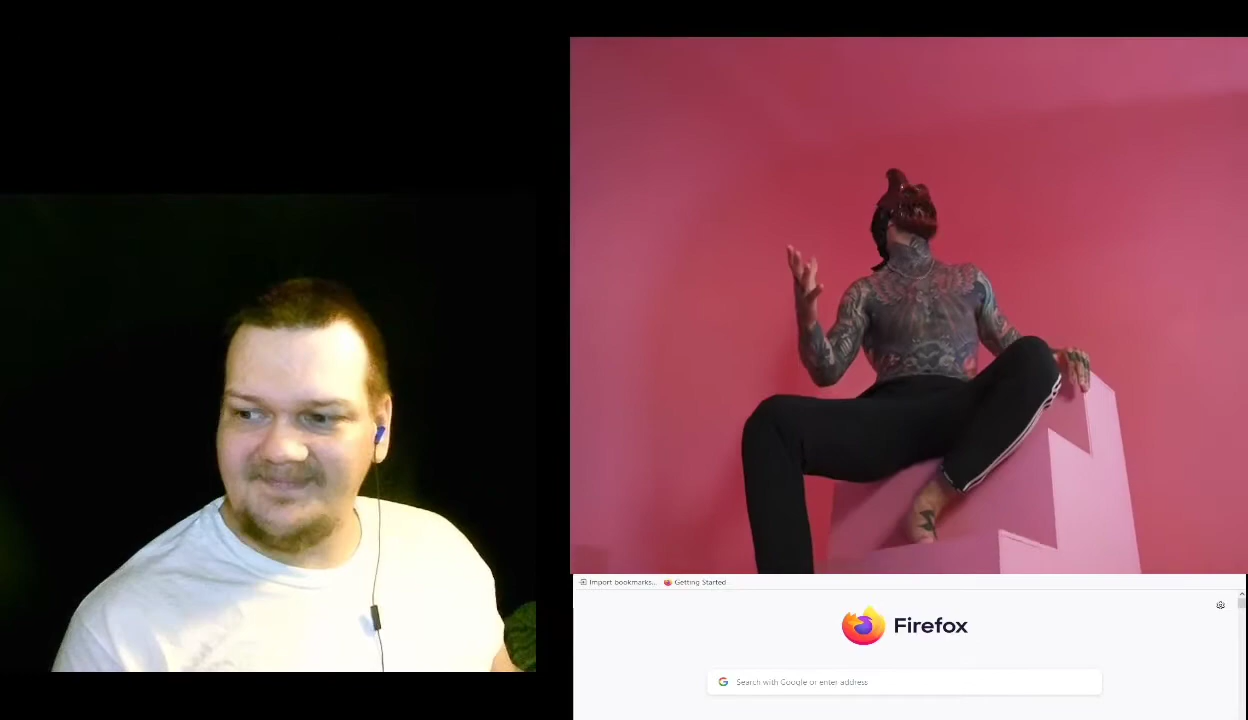 Import bookmarks... Getting Started
Firefox
Search with Google or enter address